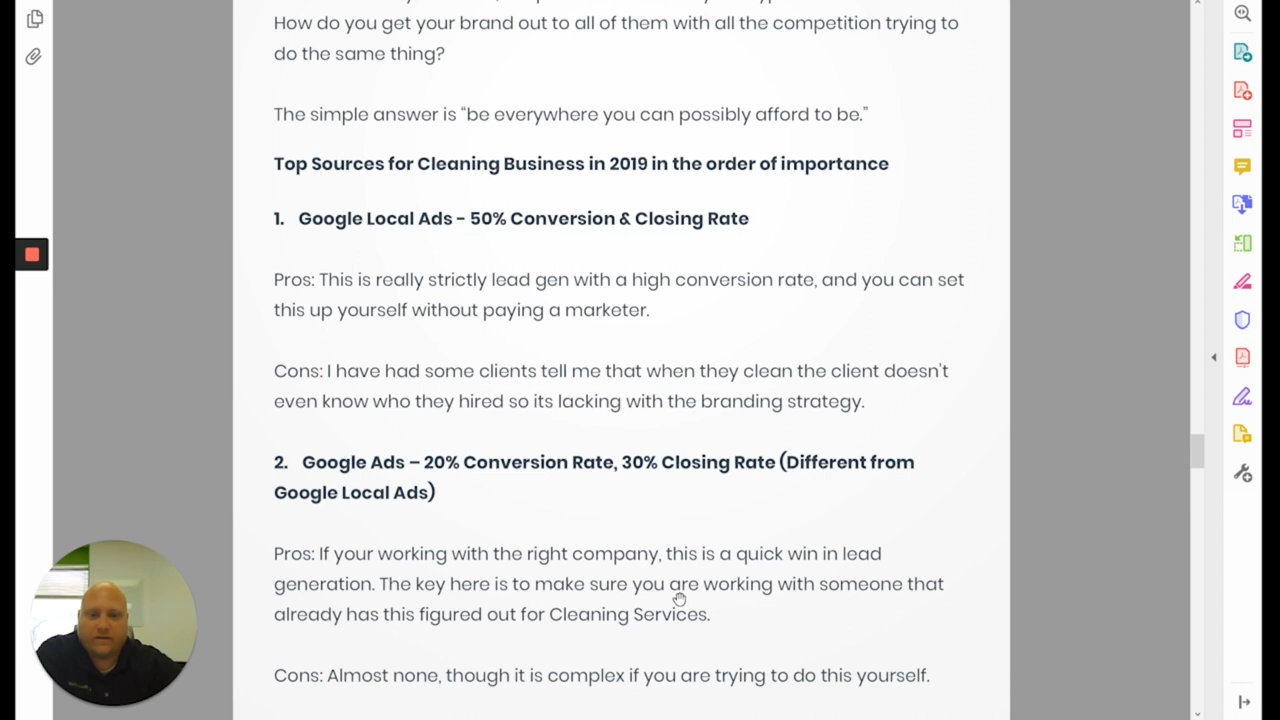 How do you get your brand out to all of them with all the competition trying to
do the same thing?
The simple answer is “be everywhere you can possibly afford to be.”
Top Sources for Cleaning Business in 2019 in the order of importance
1. Google Local Ads - 50% Conversion & Closing Rate
Pros: This is really strictly lead gen with a high conversion rate, and you can set
this up yourself without paying a marketer.
Cons: I have had some clients tell me that when they clean the client doesn't
even know who they hired so its lacking with the branding strategy.
2. Google Ads – 20% Conversion Rate, 30% Closing Rate (Different from
Google Local Ads)
Pros: If your working with the right company, this is a quick win in lead
generation. The key here is to make sure you are working with someone that
already has this figured out for Cleaning Services.
Cons: Almost none, though it is complex if you are trying to do this yourself.